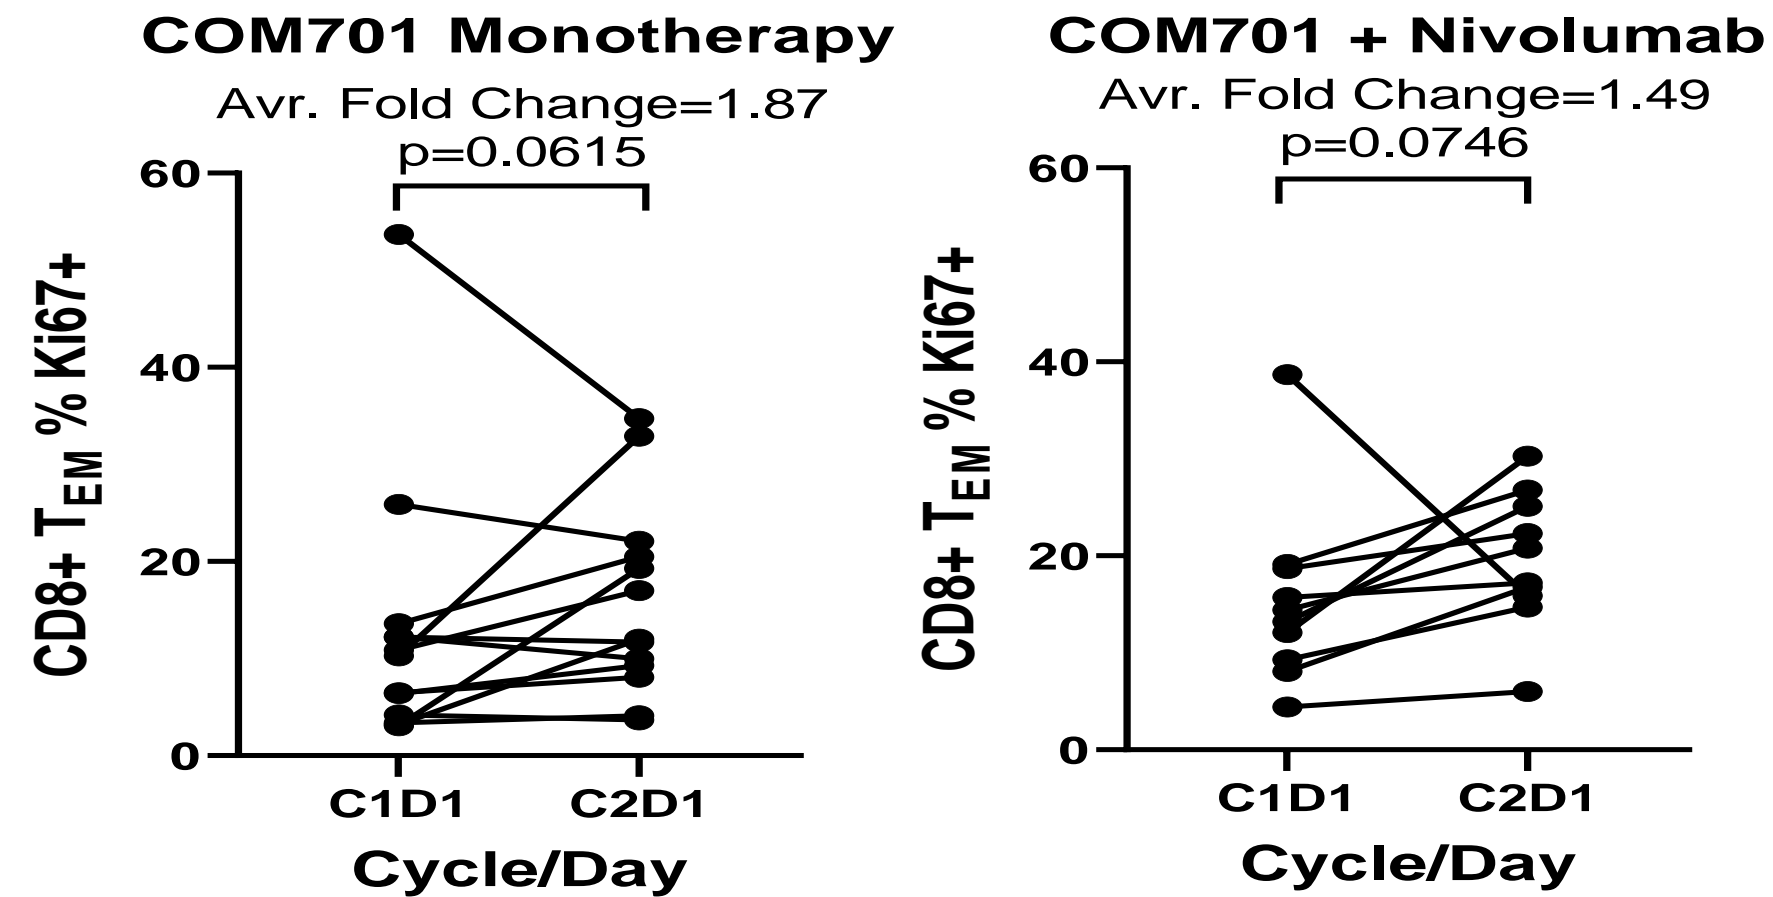 COM701 Monotherapy
Avr. Fold Change=1.87
p=0.0615
60
40
20
0
CD8+ TEM % Ki67+
C1D1 C2D1
Cycle/Day
COM701 + Nivolumab
Avr. Fold Change=1.49
p=0.0746
60
40
20
0
CD8+ TEM % Ki67+
C1D1 C2D1
Cycle/Day